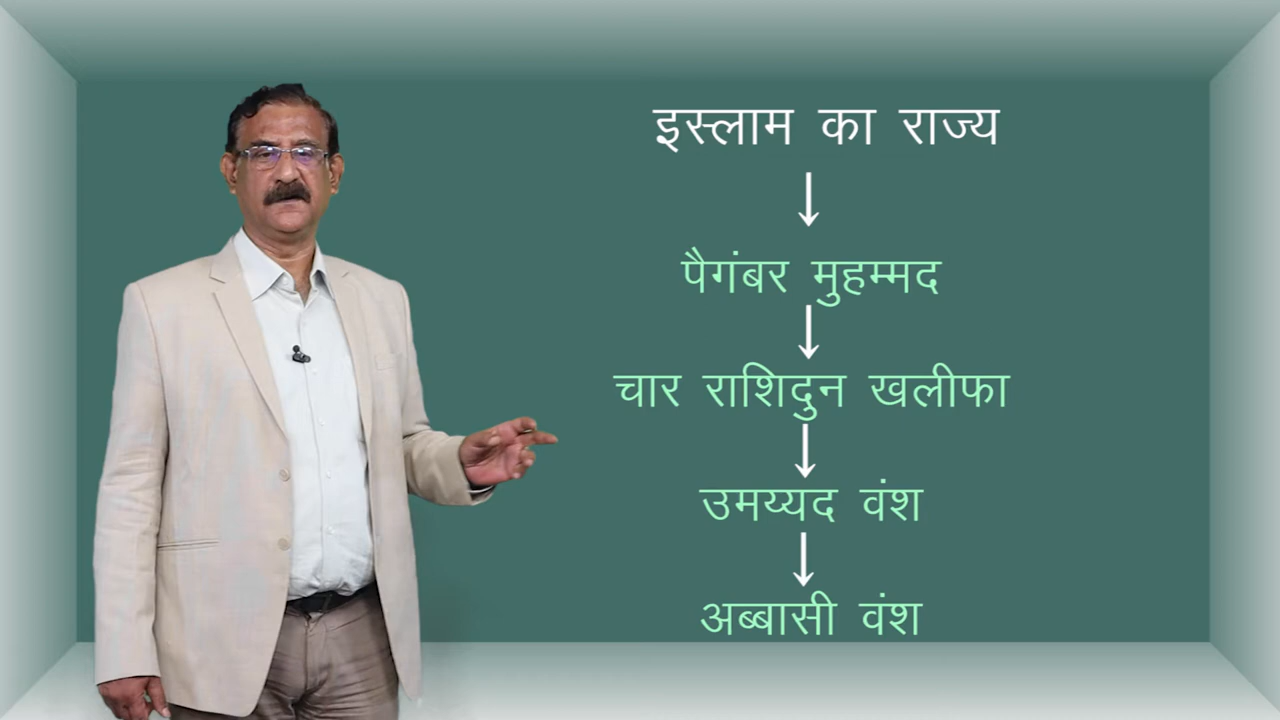 इस्लाम का राज्य
पैगंबर मुहम्मद
चार राशिदुन खलीफा
उमय्यद वंश
अब्बासी वंश